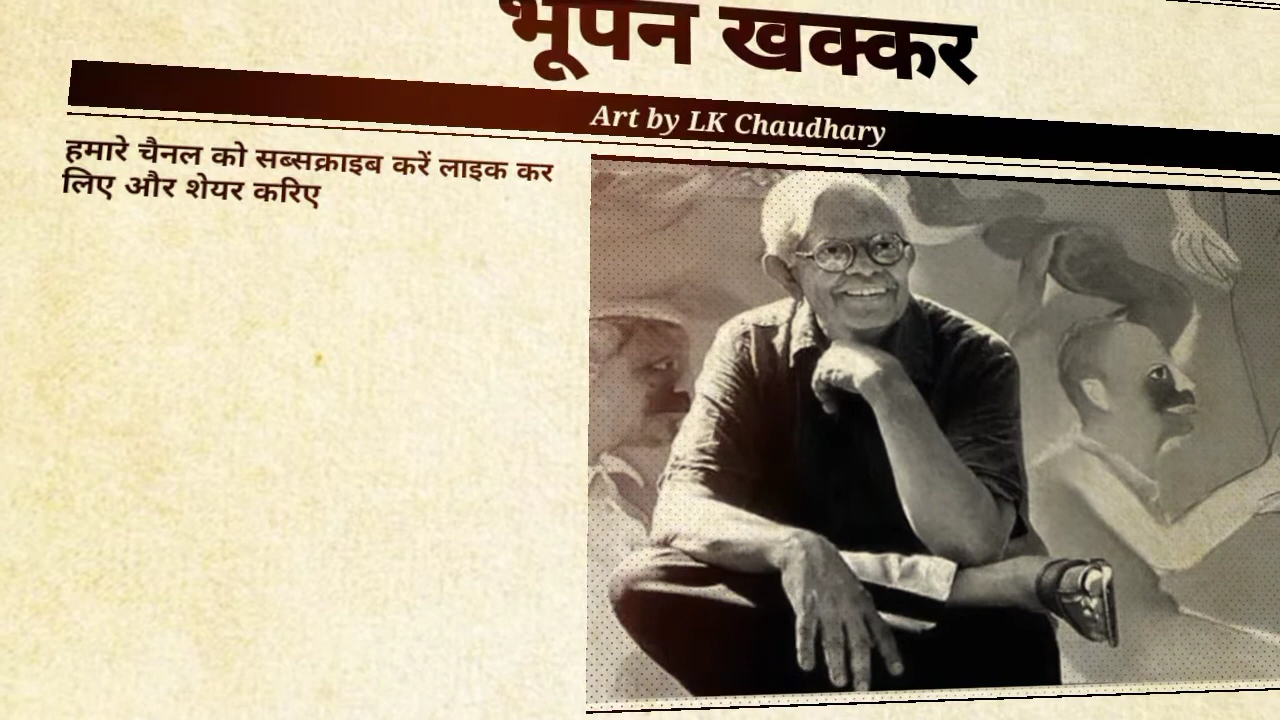 भूपेन खक्कर
Art by LK Chaudhary
हमारे चैनल को सब्सक्राइब करें लाइक कर
लिए और शेयर करिए